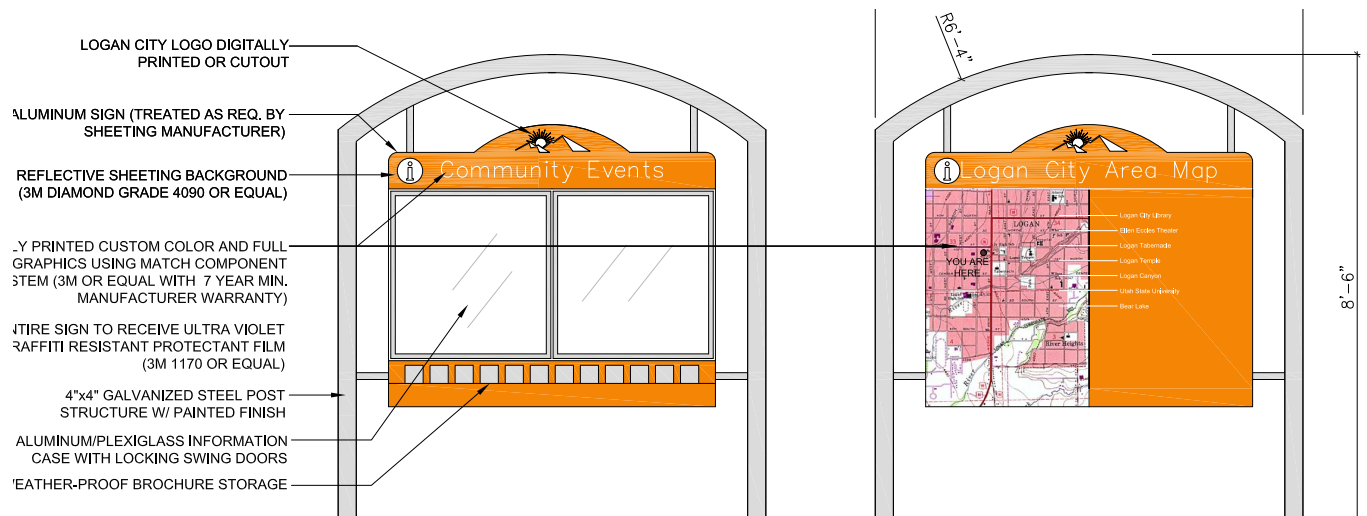 LOGAN CITY LOGO DIGITALLY
PRINTED OR CUTOUT
ALUMINUM SIGN (TREATED AS REQ. BY
SHEETING MANUFACTURER)
REFLECTIVE SHEETING BACKGROUND
(3M DIAMOND GRADE 4090 OR EQUAL)
LY PRINTED CUSTOM COLOR AND FULL
GRAPHICS USING MATCH COMPONENT
STEM (3M OR EQUAL WITH 7 YEAR MIN.
MANUFACTURER WARRANTY)
NTIRE SIGN TO RECEIVE ULTRA VIOLET
RAFFITI RESISTANT PROTECTANT FILM
(3M 1170 OR EQUAL)
4"x4" GALVANIZED STEEL POST
STRUCTURE W/ PAINTED FINISH
ALUMINUM/PLEXIGLASS INFORMATION
CASE WITH LOCKING SWING DOORS
EATHER-PROOF BROCHURE STORAGE
i Community Events
R6'-4"
i Logan City Area Map
LOGAN
YOU ARE
HERE
River Heights
River
Logan City Library
Ellen Eccles Theater
Logan Tabernacle
Logan Temple
Logan Canyon
Utah State University
Bear Lake
8'-6"